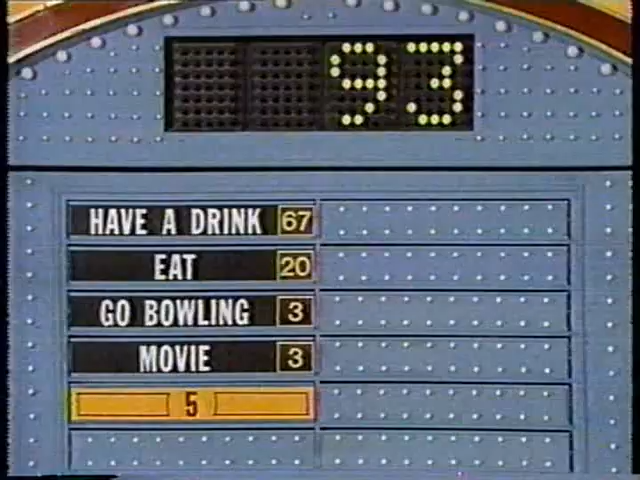 93
HAVE A DRINK 67
EAT 20
GO BOWLING 3
MOVIE 3
5